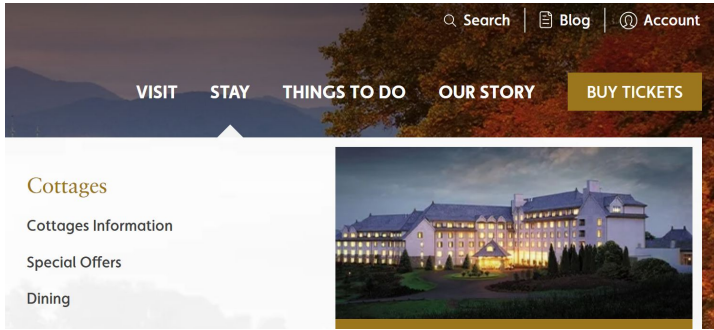 Search Blog Account
VISIT STAY THINGS TO DO OUR STORY BUY TICKETS
Cottages
Cottages Information
Special Offers
Dining